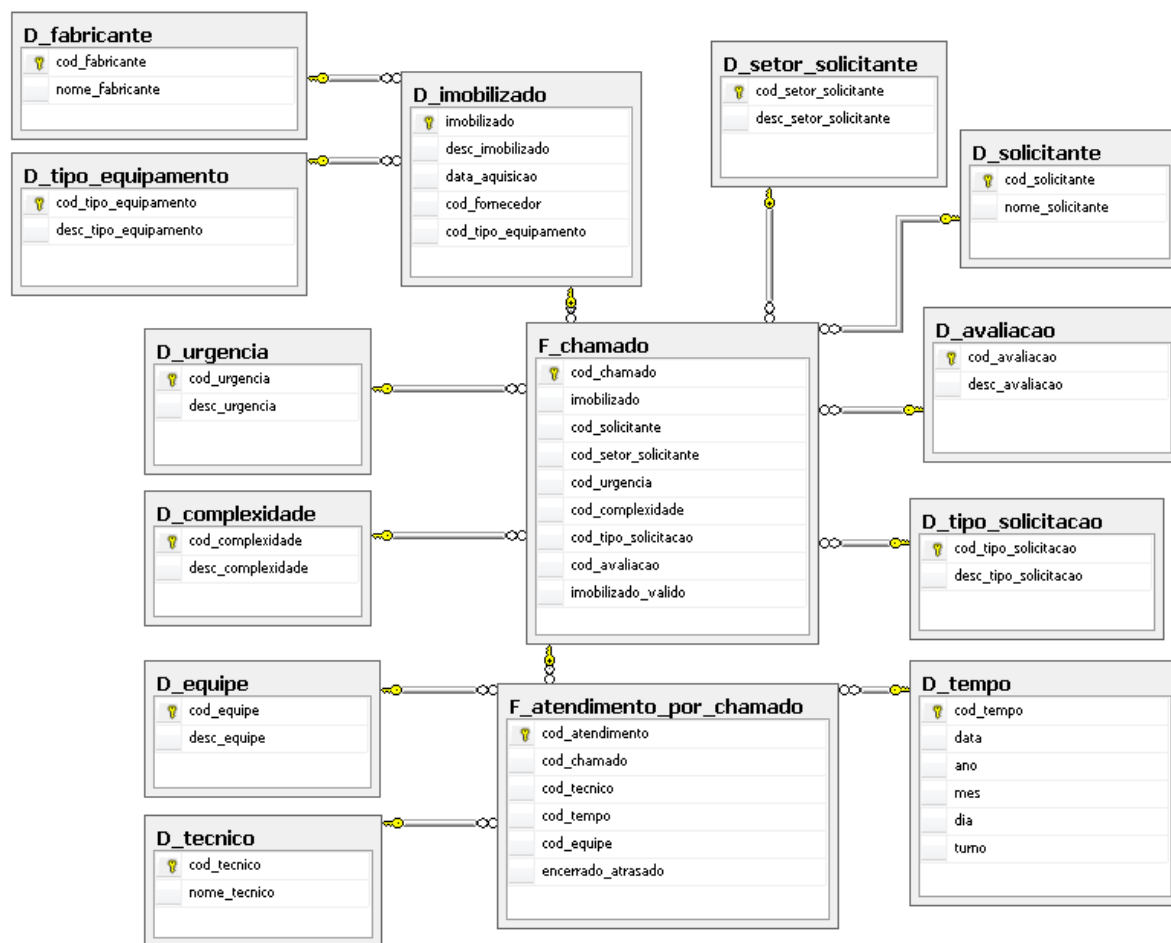 D_fabricante
cod_fabricante
nome_fabricante
D_tipo_equipamento
cod_tipo_equipamento
desc_tipo_equipamento
D_imobilizado
imobilizado
desc_imobilizado
data_aquisicao
cod_fornecedor
cod_tipo_equipamento
D_setor_solicitante
cod_setor_solicitante
desc_setor_solicitante
D_solicitante
cod_solicitante
nome_solicitante
D_urgencia
cod_urgencia
desc_urgencia
F_chamado
cod_chamado
imobilizado
cod_solicitante
cod_setor_solicitante
cod_urgencia
cod_complexidade
cod_tipo_solicitacao
cod_avaliacao
imobilizado_valido
D_avaliacao
cod_avaliacao
desc_avaliacao
D_complexidade
cod_complexidade
desc_complexidade
D_tipo_solicitacao
cod_tipo_solicitacao
desc_tipo_solicitacao
D_equipe
cod_equipe
desc_equipe
F_atendimento_por_chamado
cod_atendimento
cod_chamado
cod_tecnico
cod_tempo
cod_equipe
encerrado_atrasado
D_tempo
cod_tempo
data
ano
mes
dia
turno
D_tecnico
cod_tecnico
nome_tecnico